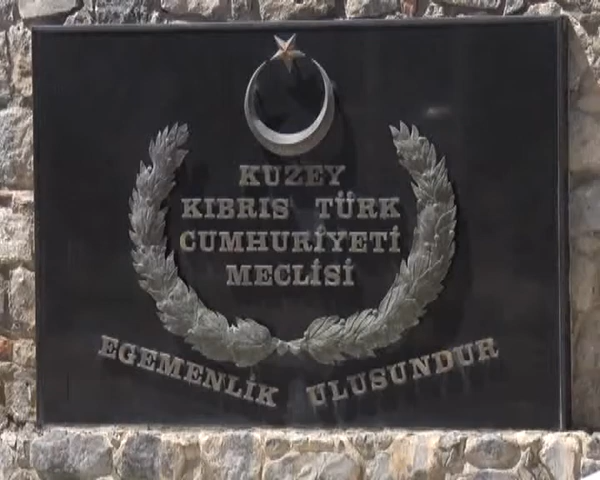 KUZEY
KIBRIS TÜRK
CUMHURİYETİ
MECLİSİ
EGEMENLİK ULUSUNDUR